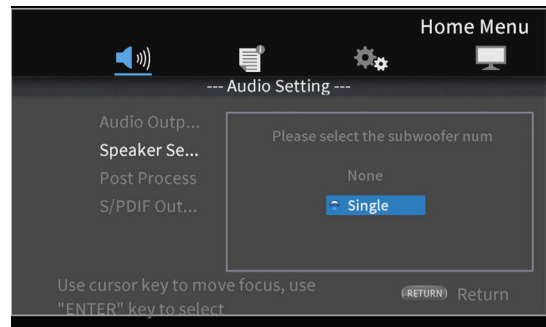 Home Menu
--- Audio Setting ---
Audio Outp...
Speaker Se...
Post Process
S/PDIF Out...
Please select the subwoofer num
None
Single
Use cursor key to move focus, use
"ENTER" key to select
RETURN Return